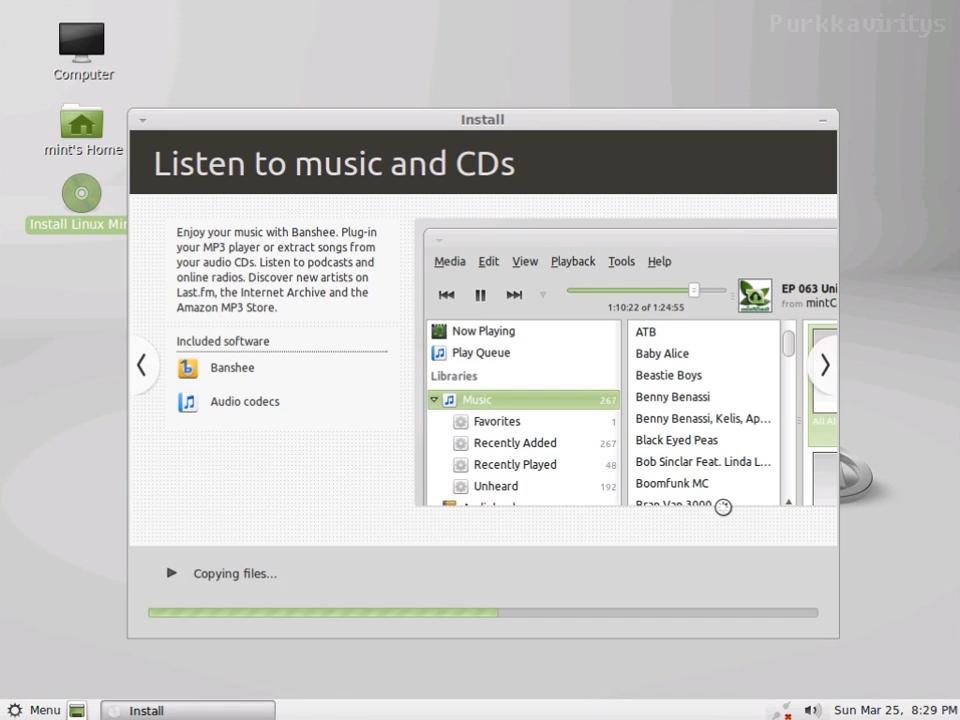 Purkkaviritys
Computer
mint's Home
Install Linux Min
Install
Listen to music and CDs
Enjoy your music with Banshee. Plug-in
your MP3 player or extract songs from
your audio CDs. Listen to podcasts and
online radios. Discover new artists on
Last.fm, the Internet Archive and the
Amazon MP3 Store.
Included software
Banshee
Audio codecs
Media Edit View Playback Tools Help
1:10:22 of 1:24:55
EP 063 Uni
from mintC
Now Playing
Play Queue
Libraries
Music 267
Favorites 1
Recently Added 267
Recently Played 48
Unheard 192
ATB
Baby Alice
Beastie Boys
Benny Benassi
Benny Benassi, Kelis, Ap...
Black Eyed Peas
Bob Sinclar Feat. Linda L...
Boomfunk MC
Bran Van 3000
All Al
Copying files...
Menu
Install
Sun Mar 25, 8:29 PM